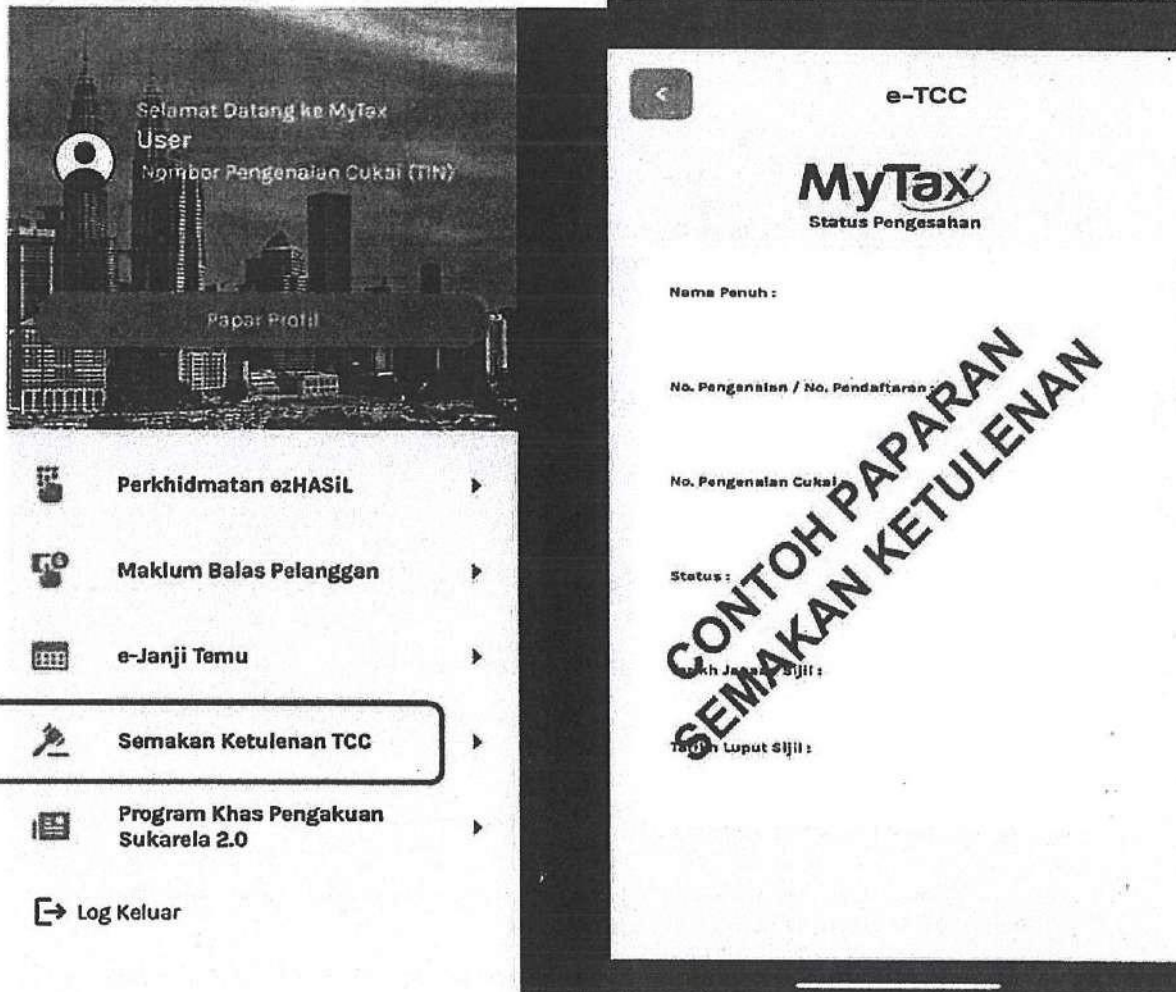 Selamat Datang ke MyTax
User
Nombor Pengenalan Cukai (TIN)
Papar Profil
Perkhidmatan ezHASiL
Maklum Balas Pelanggan
e-Janji Temu
Semakan Ketulenan TCC
Program Khas Pengakuan
Sukarela 2.0
Log Keluar
<
e-TCC
MyTax
Status Pengesahan
Nama Penuh :
No. Pengenalan / No. Pendaftaran :
No. Pengenalan Cukai
Status :
Sijil :
Luput Sijil :
CONTOH PAPARAN
SEMAKAN KETULENAN